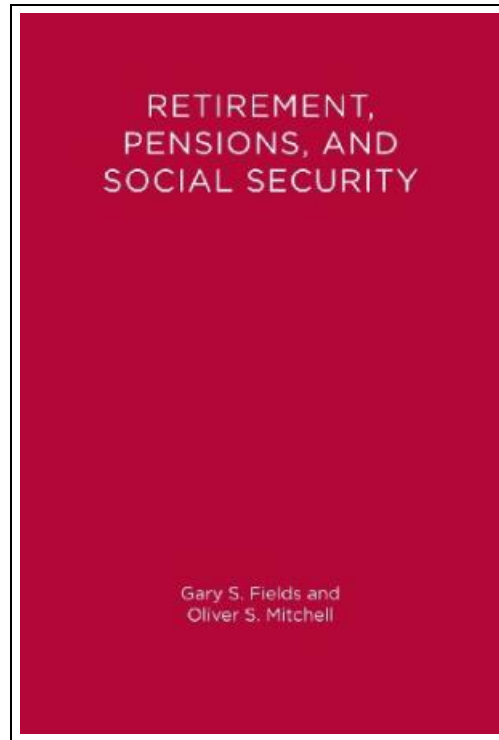 RETIREMENT,
PENSIONS, AND
SOCIAL SECURITY
Gary S. Fields and
Oliver S. Mitchell